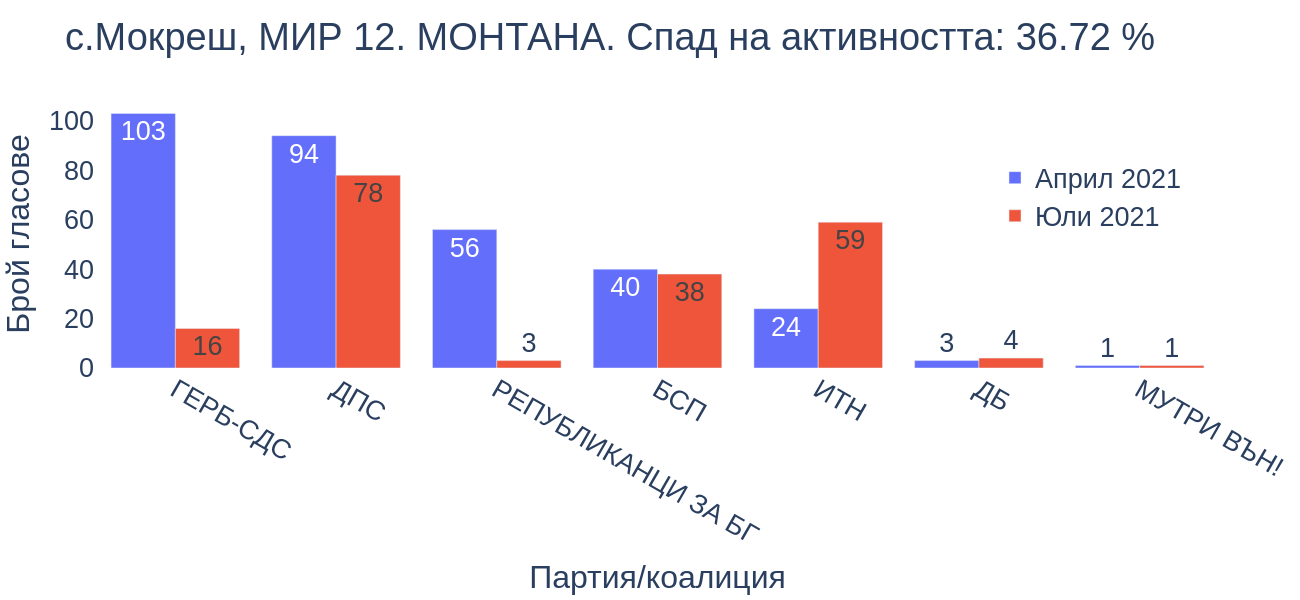 с.Мокреш, МИР 12. МОНТАНА. Спад на активността: 36.72 %
Брой гласове
100
80
60
40
20
0
103
16
94
78
56
3
40
38
24
59
3
4
1
1
Април 2021
Юли 2021
ГЕРБ-СДС
ДПС
РЕПУБЛИКАНЦИ ЗА БГ
БСП
ИТН
ДБ
МУТРИ ВЪН!
Партия/коалиция